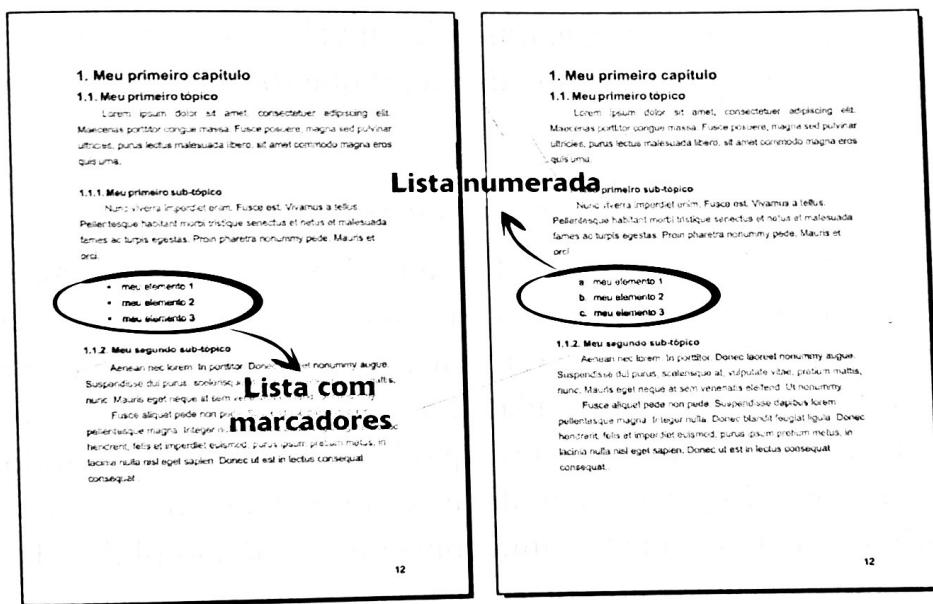 1. Meu primeiro capítulo
1.1. Meu primeiro tópico
Lorem ipsum dolor sit amet, consectetuer adipiscing elit.
Maecenas porttitor congue massa. Fusce posuere, magna sed pulvinar
ultricies, purus lectus malesuada libero, sit amet commodo magna eros
quis urna.
1.1.1. Meu primeiro sub-tópico
Nunc viverra imperdiet enim. Fusce est. Vivamus a tellus.
Pellentesque habitant morbi tristique senectus et netus et malesuada
fames ac turpis egestas. Proin pharetra nonummy pede. Mauris et
orci.
• meu elemento 1
• meu elemento 2
• meu elemento 3
1.1.2. Meu segundo sub-tópico
Aenean nec lorem. In porttitor. nonummy augue.
Suspendisse dui purus,
nunc. Mauris eget neque at sem
Fusce aliquet pede non
pellentesque magna. Integer
hendrerit, felis et imperdiet euismod, purus ipsum pretium metus, in
lacinia nulla nisl eget sapien. Donec ut est in lectus consequat
consequat.
12
Lista com
marcadores
Lista numerada
1. Meu primeiro capítulo
1.1. Meu primeiro tópico
Lorem ipsum dolor sit amet, consectetuer adipiscing elit.
Maecenas porttitor congue massa. Fusce posuere, magna sed pulvinar
ultricies, purus lectus malesuada libero, sit amet commodo magna eros
quis urna.
primeiro sub-tópico
Nunc viverra imperdiet enim. Fusce est. Vivamus a tellus.
Pellentesque habitant morbi tristique senectus et netus et malesuada
fames ac turpis egestas. Proin pharetra nonummy pede. Mauris et
orci.
a. meu elemento 1
b. meu elemento 2
c. meu elemento 3
1.1.2. Meu segundo sub-tópico
Aenean nec lorem. In porttitor. Donec laoreet nonummy augue.
Suspendisse dui purus, scelerisque at, vulputate vitae, pretium mattis,
nunc. Mauris eget neque at sem venenatis eleifend. Ut nonummy.
Fusce aliquet pede non pede. Suspendisse dapibus lorem
pellentesque magna. Integer nulla. Donec blandit feugiat ligula. Donec
hendrerit, felis et imperdiet euismod, purus ipsum pretium metus, in
lacinia nulla nisl eget sapien. Donec ut est in lectus consequat
consequat.
12